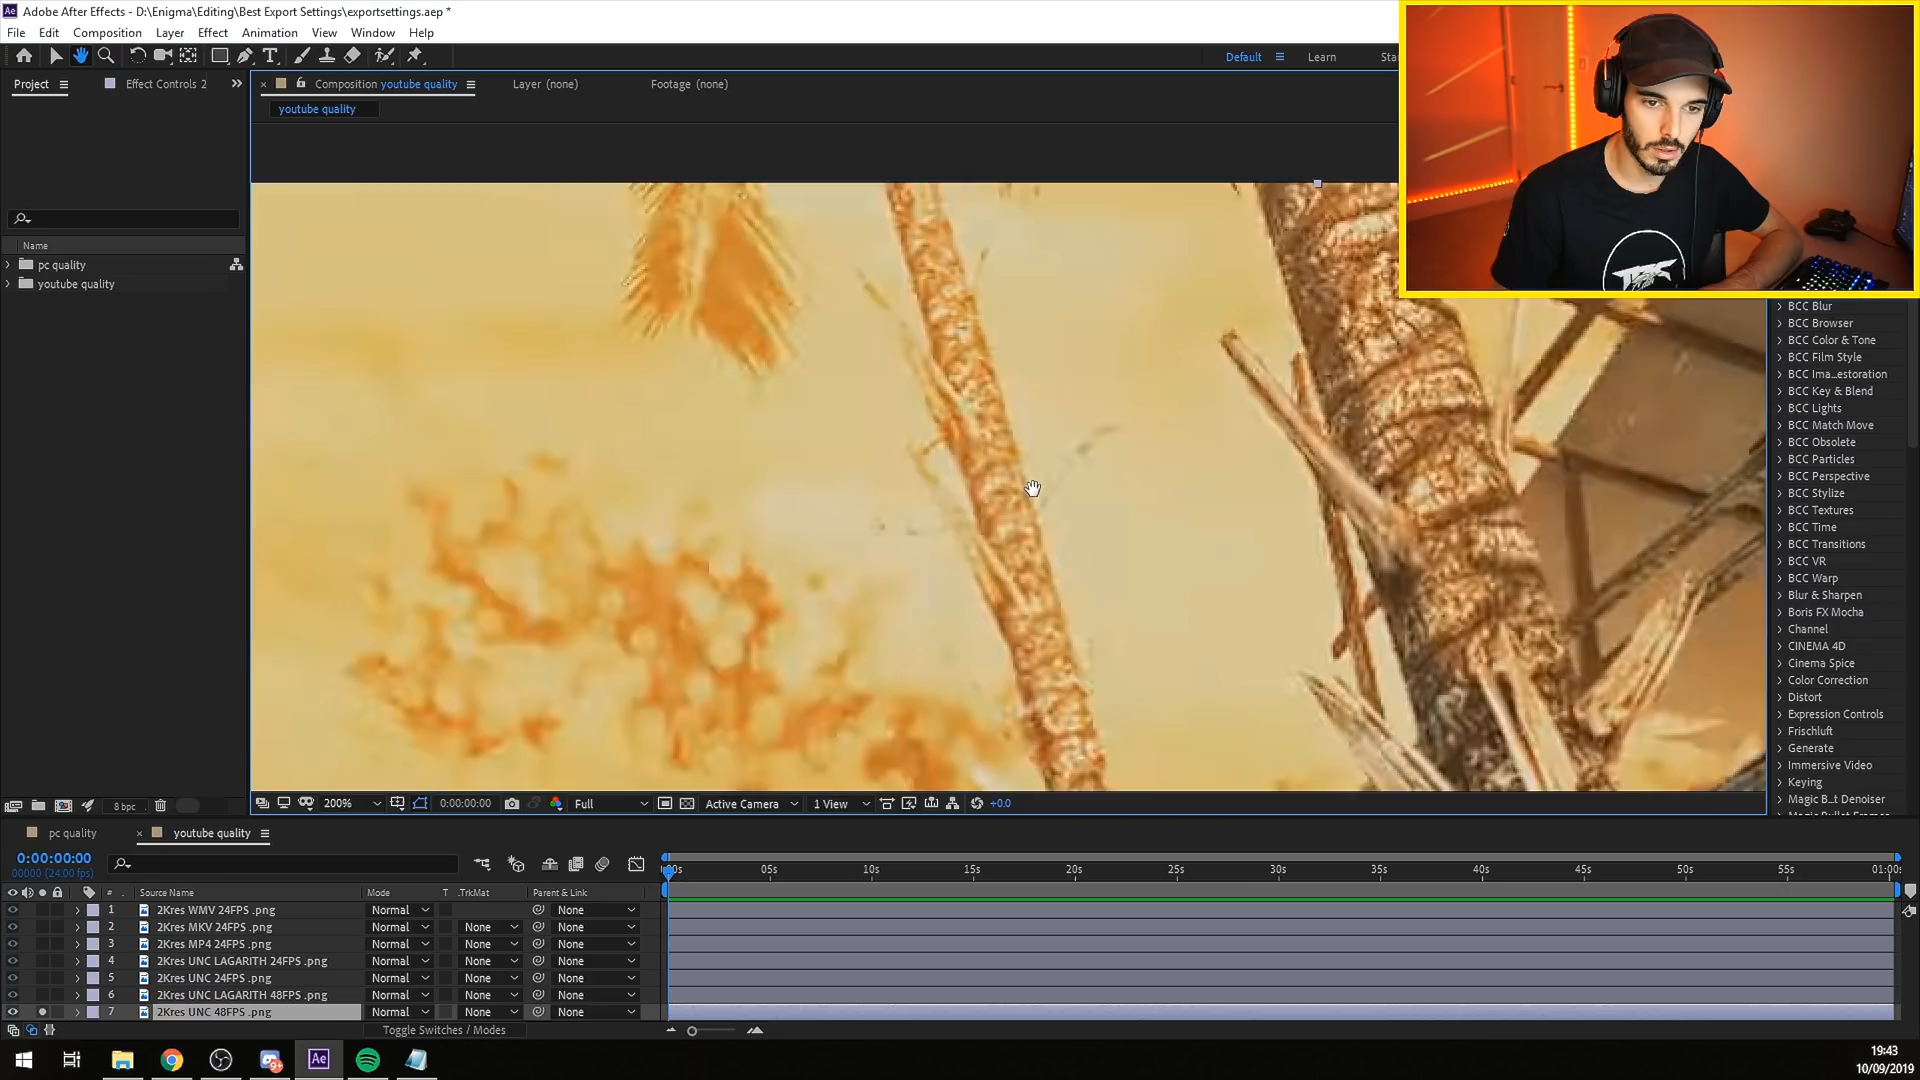 Adobe After Effects - D:\Enigma\Editing\Best Export Settings\exportsettings.aep *
File Edit Composition Layer Effect Animation View Window Help
Default Learn
Project Effect Controls 2 Composition youtube quality Layer (none) Footage (none)
youtube quality
Name
pc quality
youtube quality
BCC Blur
BCC Browser
BCC Color & Tone
BCC Film Style
BCC Ima...estoration
BCC Key & Blend
BCC Lights
BCC Match Move
BCC Obsolete
BCC Particles
BCC Perspective
BCC Stylize
BCC Textures
BCC Time
BCC Transitions
BCC VR
BCC Warp
Blur & Sharpen
Boris FX Mocha
Channel
CINEMA 4D
Cinema Spice
Color Correction
Distort
Expression Controls
Frischluft
Generate
Immersive Video
Keying
Magic B...t Denoiser
8 bpc 200% 0:00:00:00 Full Active Camera 1 View +0.0
pc quality youtube quality
0:00:00:00
00000 (24.00 fps)
05s 10s 15s 20s 25s 30s 35s 40s 45s 50s 55s
# Source Name Mode T .TrkMat Parent & Link
1 2Kres WMV 24FPS .png Normal None
2 2Kres MKV 24FPS .png Normal None None
3 2Kres MP4 24FPS .png Normal None None
4 2Kres UNC LAGARITH 24FPS .png Normal None None
5 2Kres UNC 24FPS .png Normal None None
6 2Kres UNC LAGARITH 48FPS .png Normal None None
7 2Kres UNC 48FPS .png Normal None None
Toggle Switches / Modes
Ae
19:43
10/09/2019